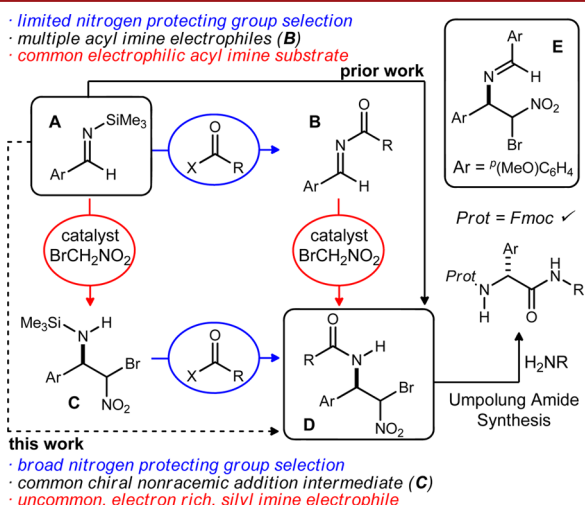 · limited nitrogen protecting group selection
· multiple acyl imine electrophiles (B)
· common electrophilic acyl imine substrate
prior work
A
N
SiMe3
Ar
H
O
X
R
B
O
N
R
Ar
H
E
Ar
N
H
Ar
NO2
Br
Ar = p(MeO)C6H4
catalyst
BrCH2NO2
catalyst
BrCH2NO2
Prot = Fmoc ✓
Ar
Prot
N
H
O
H
N
R
Me3Si
N
H
Ar
Br
NO2
C
O
X
R
O
R
N
H
Ar
Br
NO2
D
H2NR
Umpolung Amide
Synthesis
this work
· broad nitrogen protecting group selection
· common chiral nonracemic addition intermediate (C)
· uncommon, electron rich, silyl imine electrophile